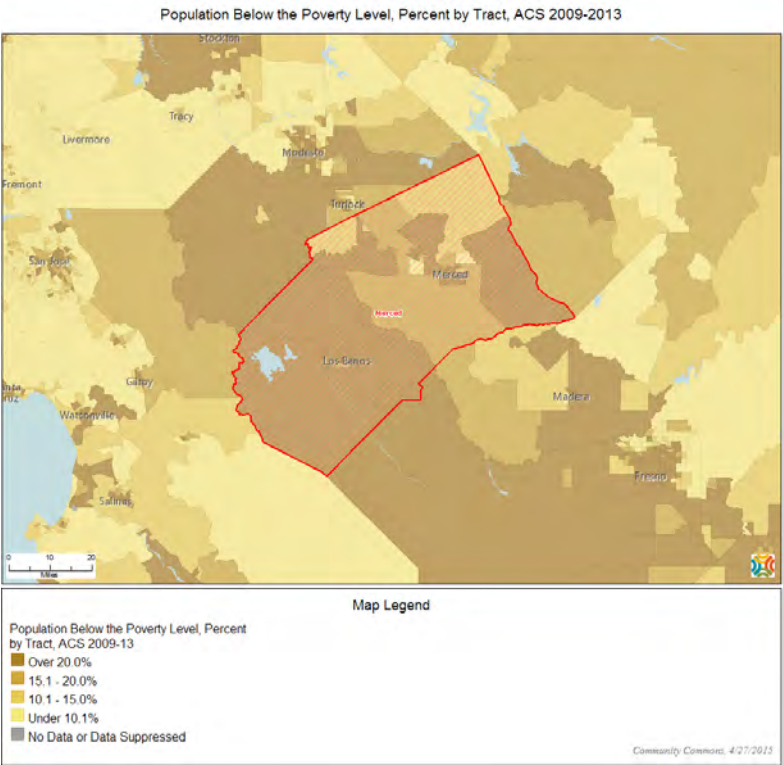 Population Below the Poverty Level, Percent by Tract, ACS 2009-2013
Stockton
Tracy
Livermore
Modesto
Fremont
Turlock
San Jose
Merced
Merced
Los Banos
Gilroy
Madera
Watsonville
Fresno
Salinas
0 10 20
Miles
Map Legend
Population Below the Poverty Level, Percent
by Tract, ACS 2009-13
Over 20.0%
15.1 - 20.0%
10.1 - 15.0%
Under 10.1%
No Data or Data Suppressed
Community Commons, 4/27/2015